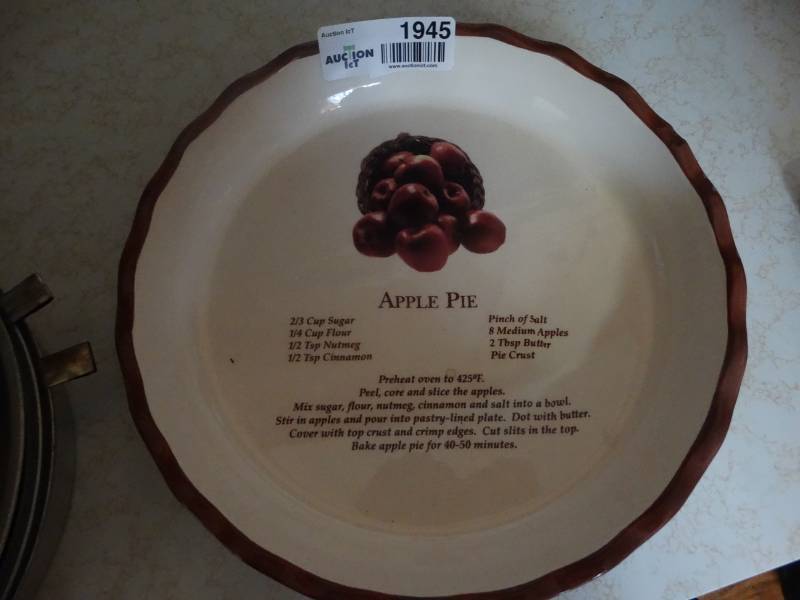 Auction IcT
1945
AUCTION
IcT
www.auctionict.com
APPLE PIE
2/3 Cup Sugar
1/4 Cup Flour
1/2 Tsp Nutmeg
1/2 Tsp Cinnamon
Pinch of Salt
8 Medium Apples
2 Tbsp Butter
Pie Crust
Preheat oven to 425ºF.
Peel, core and slice the apples.
Mix sugar, flour, nutmeg, cinnamon and salt into a bowl.
Stir in apples and pour into pastry-lined plate. Dot with butter.
Cover with top crust and crimp edges. Cut slits in the top.
Bake apple pie for 40-50 minutes.